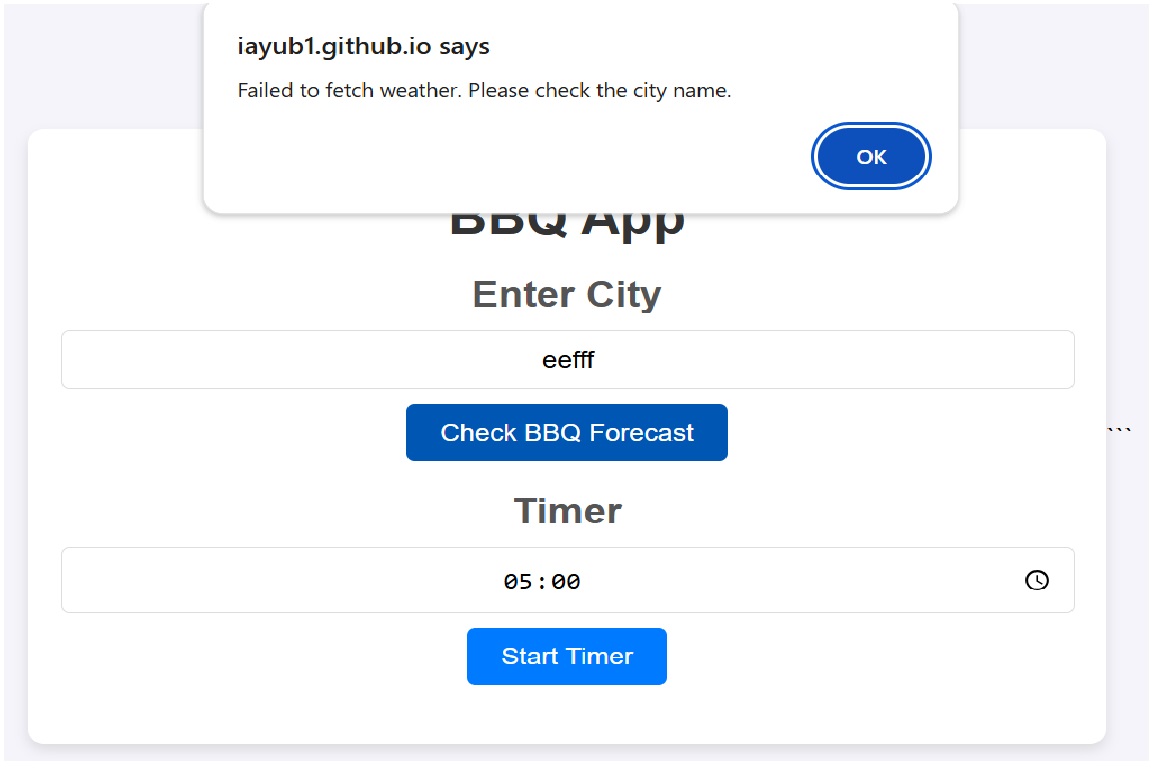 iayub1.github.io says
Failed to fetch weather. Please check the city name.
OK
BBQ App
Enter City
eefff
Check BBQ Forecast
```
Timer
05:00
Start Timer